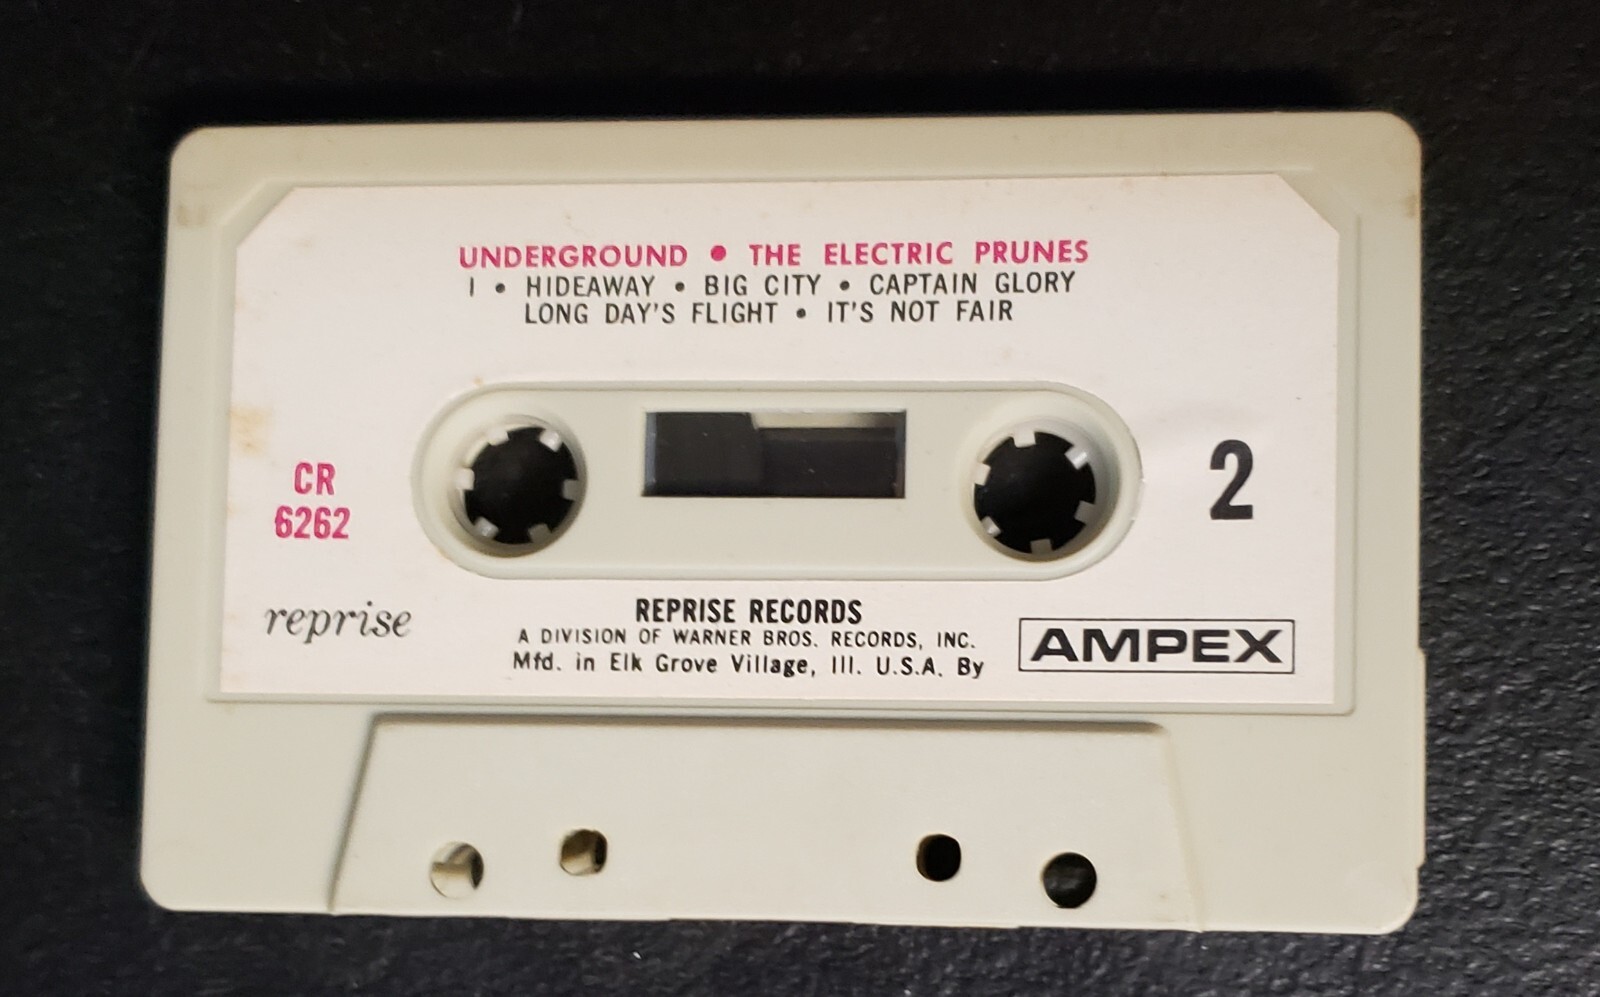 UNDERGROUND • THE ELECTRIC PRUNES
I • HIDEAWAY • BIG CITY • CAPTAIN GLORY
LONG DAY'S FLIGHT • IT'S NOT FAIR
CR
6262
2
reprise
REPRISE RECORDS
A DIVISION OF WARNER BROS. RECORDS, INC.
Mfd. in Elk Grove Village, Ill. U.S.A. By
AMPEX